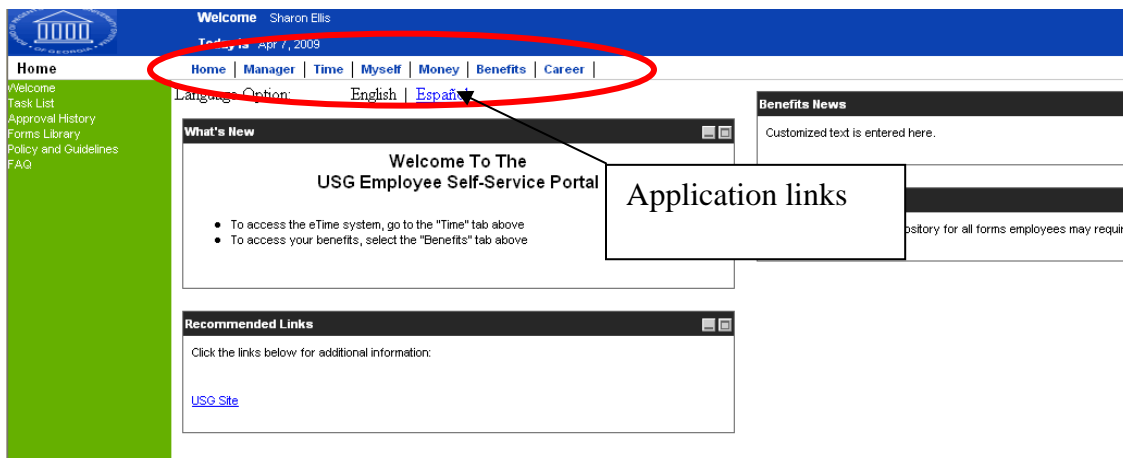 Welcome Sharon Ellis
Today is Apr 7, 2009
Home
Home | Manager | Time | Myself | Money | Benefits | Career |
Welcome
Task List
Approval History
Forms Library
Policy and Guidelines
FAQ
Language Option: English | Español
What's New
Welcome To The
USG Employee Self-Service Portal
To access the eTime system, go to the "Time" tab above
To access your benefits, select the "Benefits" tab above
Application links
Benefits News
Customized text is entered here.
for all forms employees may
Recommended Links
Click the links below for additional information:
USG Site